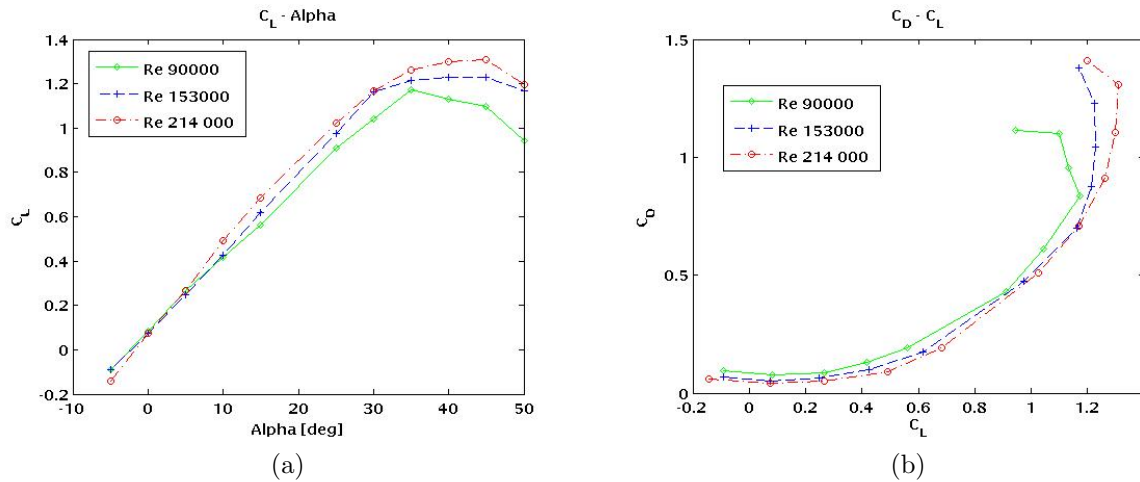 C_L - Alpha
1.4
1.2
1
0.8
0.6
0.4
0.2
0
-0.2
C_L
Re 90000
Re 153000
Re 214 000
-10
0
10
20
30
40
50
Alpha [deg]
(a)
C_D - C_L
1.5
1
0.5
0
C_D
Re 90000
Re 153000
Re 214 000
-0.2
0
0.2
0.4
0.6
0.8
1
1.2
C_L
(b)